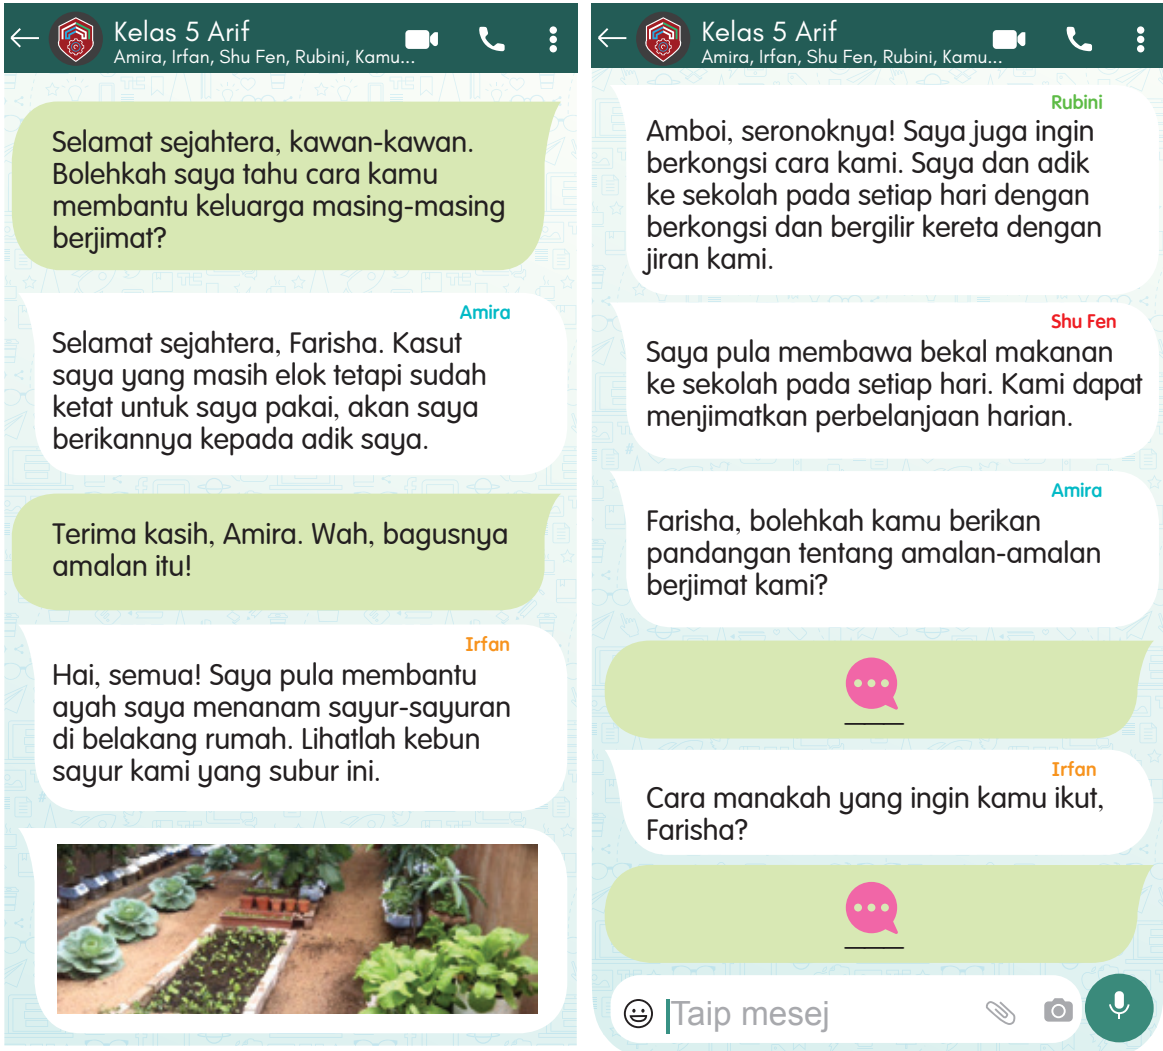 Kelas 5 Arif
Amira, Irfan, Shu Fen, Rubini, Kamu...
Selamat sejahtera, kawan-kawan.
Bolehkah saya tahu cara kamu
membantu keluarga masing-masing
berjimat?
Amira
Selamat sejahtera, Farisha. Kasut
saya yang masih elok tetapi sudah
ketat untuk saya pakai, akan saya
berikannya kepada adik saya.
Terima kasih, Amira. Wah, bagusnya
amalan itu!
Irfan
Hai, semua! Saya pula membantu
ayah saya menanam sayur-sayuran
di belakang rumah. Lihatlah kebun
sayur kami yang subur ini.
Kelas 5 Arif
Amira, Irfan, Shu Fen, Rubini, Kamu...
Rubini
Amboi, seronoknya! Saya juga ingin
berkongsi cara kami. Saya dan adik
ke sekolah pada setiap hari dengan
berkongsi dan bergilir kereta dengan
jiran kami.
Shu Fen
Saya pula membawa bekal makanan
ke sekolah pada setiap hari. Kami dapat
menjimatkan perbelanjaan harian.
Amira
Farisha, bolehkah kamu berikan
pandangan tentang amalan-amalan
berjimat kami?
Irfan
Cara manakah yang ingin kamu ikut,
Farisha?
Taip mesej